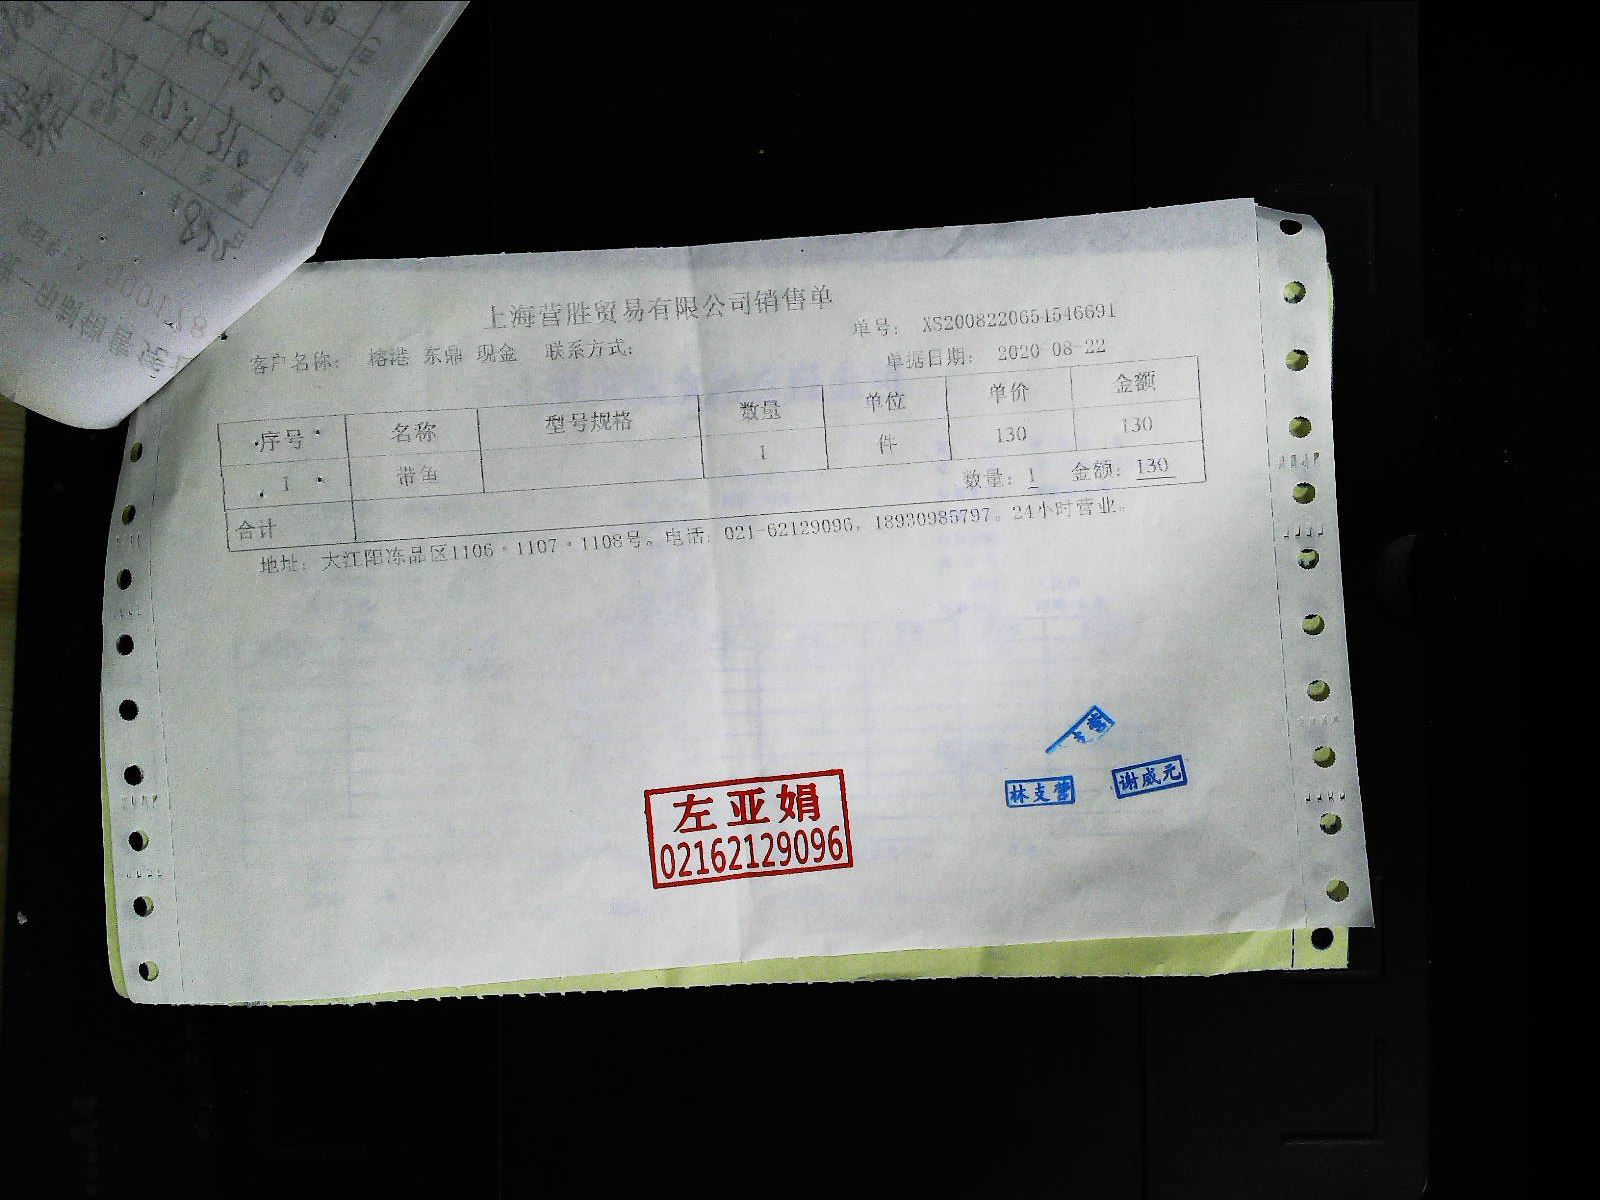 上海营胜贸易有限公司销售单
单号: XS2008220654546691
客户名称: 榕港 东鼎 现金 联系方式:
单据日期: 2020-08-22
序号 名称 型号规格 数量 单位 单价 金额
1 带鱼 1 件 130 130
合计 数量: 1 金额: 130
地址: 大江阳冻品区1106·1107·1108号。电话: 021-62129096, 18930985797。24小时营业。
支营
林支营
谢威元
左亚娟
02162129096